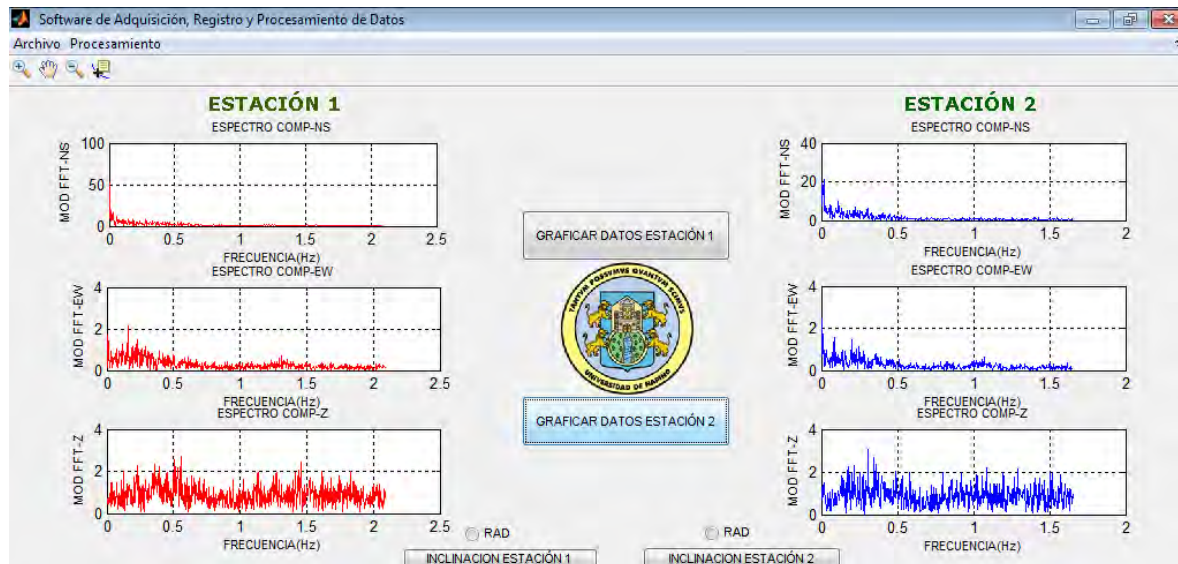 Software de Adquisición, Registro y Procesamiento de Datos
Archivo Procesamiento
ESTACIÓN 1
ESPECTRO COMP-NS
MOD FFT-NS
100
50
0
0 0.5 1 1.5 2 2.5
FRECUENCIA(Hz)
ESPECTRO COMP-EW
MOD FFT-EW
4
2
0
0 0.5 1 1.5 2 2.5
FRECUENCIA(Hz)
ESPECTRO COMP-Z
MOD FFT-Z
4
2
0
0 0.5 1 1.5 2 2.5
FRECUENCIA(Hz)
GRAFICAR DATOS ESTACIÓN 1
TANTVM POSSVMVS QVANTVM SCIMVS
UNIVERSIDAD DE NARIÑO
GRAFICAR DATOS ESTACIÓN 2
RAD
INCLINACION ESTACIÓN 1
RAD
INCLINACION ESTACIÓN 2
ESTACIÓN 2
ESPECTRO COMP-NS
MOD FFT-NS
40
20
0
0 0.5 1 1.5 2
FRECUENCIA(Hz)
ESPECTRO COMP-EW
MOD FFT-EW
4
2
0
0 0.5 1 1.5 2
FRECUENCIA(Hz)
ESPECTRO COMP-Z
MOD FFT-Z
4
2
0
0 0.5 1 1.5 2
FRECUENCIA(Hz)